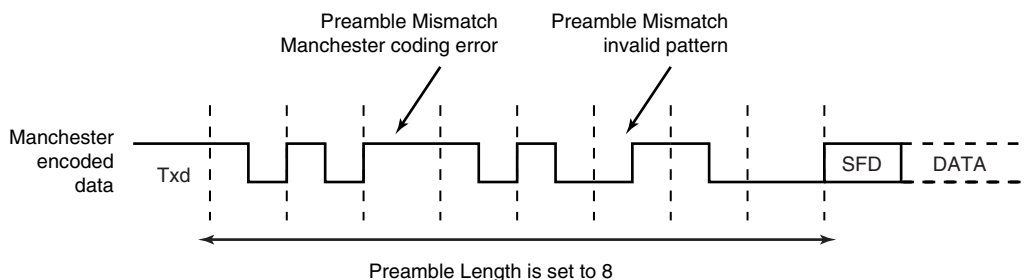 Preamble Mismatch
Manchester coding error
Preamble Mismatch
invalid pattern
Manchester
encoded
data
Txd
SFD
DATA
Preamble Length is set to 8